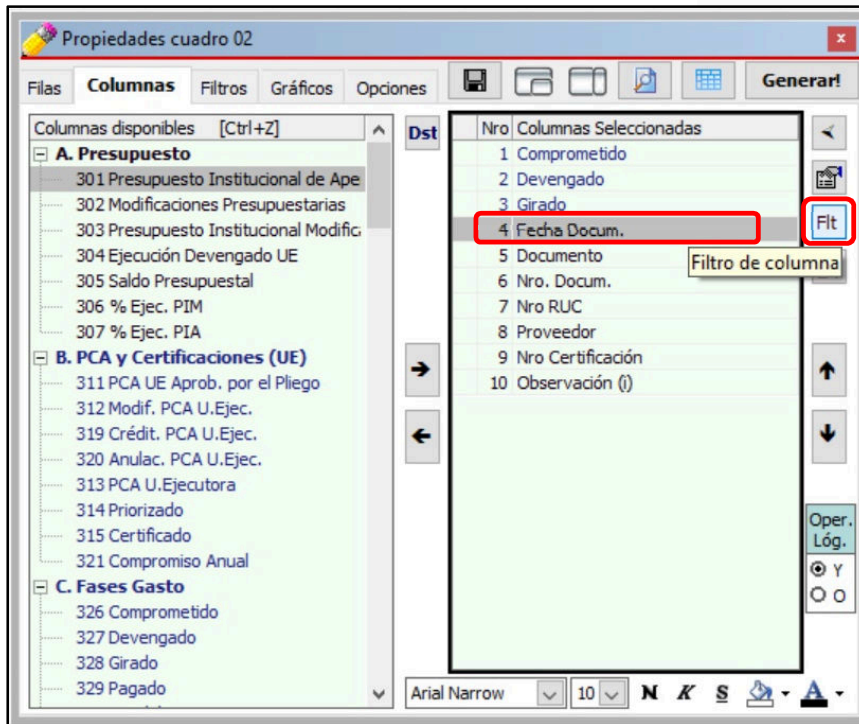 Propiedades cuadro 02
x
Filas Columnas Filtros Gráficos Opciones Generar!
Columnas disponibles [Ctrl+Z]
A. Presupuesto
301 Presupuesto Institucional de Ape
302 Modificaciones Presupuestarias
303 Presupuesto Institucional Modific
304 Ejecución Devengado UE
305 Saldo Presupuestal
306 % Ejec. PIM
307 % Ejec. PIA
B. PCA y Certificaciones (UE)
311 PCA UE Aprob. por el Pliego
312 Modif. PCA U.Ejec.
319 Crédit. PCA U.Ejec.
320 Anulac. PCA U.Ejec.
313 PCA U.Ejecutora
314 Priorizado
315 Certificado
321 Compromiso Anual
C. Fases Gasto
326 Comprometido
327 Devengado
328 Girado
329 Pagado
Dst
Nro Columnas Seleccionadas
1 Comprometido
2 Devengado
3 Girado
4 Fecha Docum.
5 Documento
6 Nro. Docum.
7 Nro RUC
8 Proveedor
9 Nro Certificación
10 Observación (i)
Flt
Filtro de columna
Oper.
Lóg.
Y
O
Arial Narrow 10 N K S A